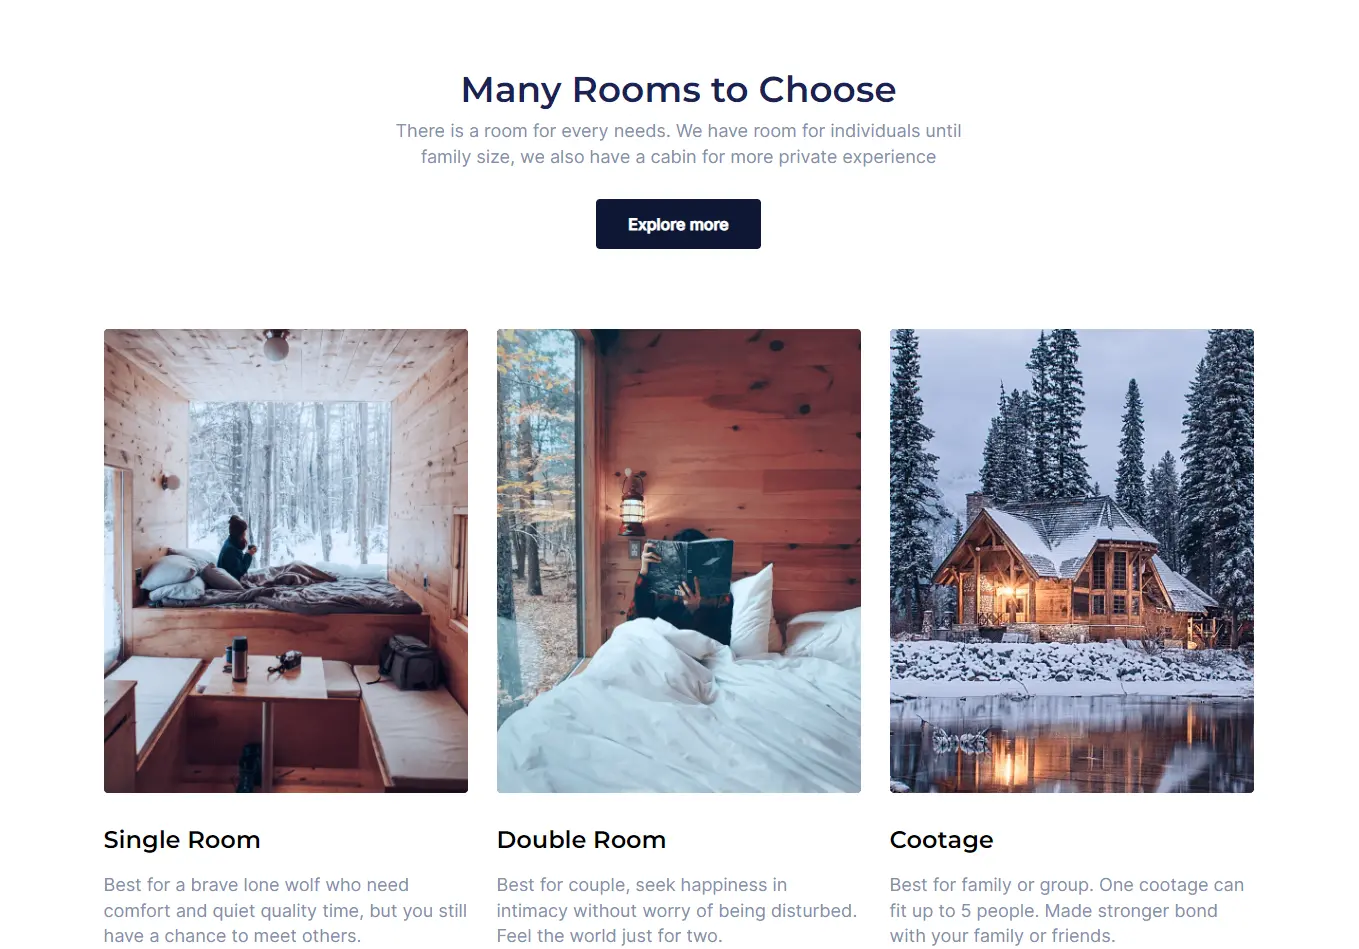 Many Rooms to Choose
There is a room for every needs. We have room for individuals until
family size, we also have a cabin for more private experience
Explore more
Single Room
Best for a brave lone wolf who need
comfort and quiet quality time, but you still
have a chance to meet others.
Double Room
Best for couple, seek happiness in
intimacy without worry of being disturbed.
Feel the world just for two.
Cootage
Best for family or group. One cootage can
fit up to 5 people. Made stronger bond
with your family or friends.